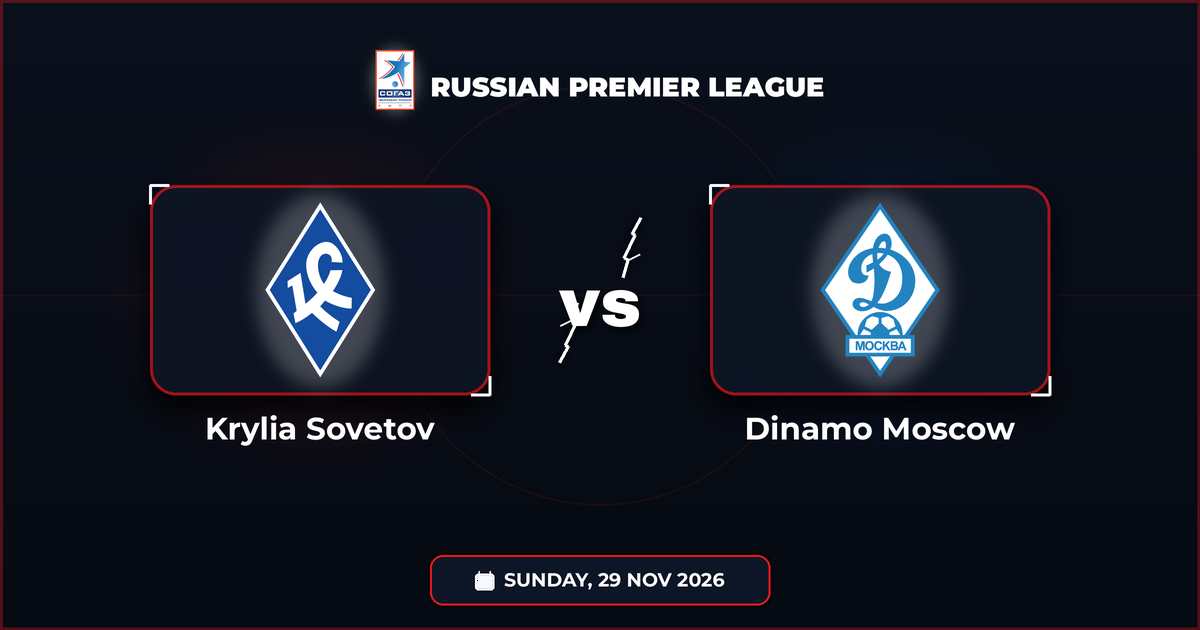 СОГАЗ
RUSSIAN PREMIER LEAGUE
VS
МОСКВА
Krylia Sovetov
Dinamo Moscow
SUNDAY, 29 NOV 2026